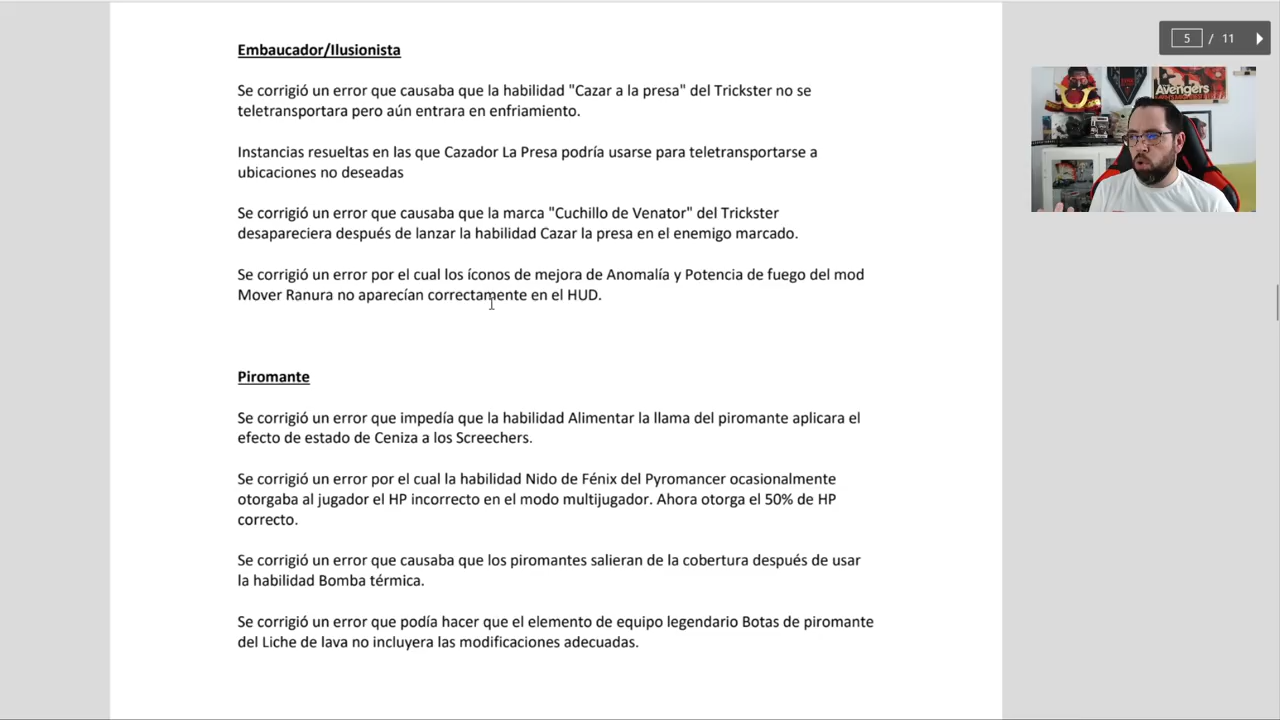 Embaucador/Ilusionista
5 / 11
Se corrigió un error que causaba que la habilidad "Cazar a la presa" del Trickster no se
teletransportara pero aún entrara en enfriamiento.
Avengers
Instancias resueltas en las que Cazador La Presa podría usarse para teletransportarse a
ubicaciones no deseadas
Se corrigió un error que causaba que la marca "Cuchillo de Venator" del Trickster
desapareciera después de lanzar la habilidad Cazar la presa en el enemigo marcado.
Se corrigió un error por el cual los íconos de mejora de Anomalía y Potencia de fuego del mod
Mover Ranura no aparecían correctamente en el HUD.
Piromante
Se corrigió un error que impedía que la habilidad Alimentar la llama del piromante aplicara el
efecto de estado de Ceniza a los Screechers.
Se corrigió un error por el cual la habilidad Nido de Fénix del Pyromancer ocasionalmente
otorgaba al jugador el HP incorrecto en el modo multijugador. Ahora otorga el 50% de HP
correcto.
Se corrigió un error que causaba que los piromantes salieran de la cobertura después de usar
la habilidad Bomba térmica.
Se corrigió un error que podía hacer que el elemento de equipo legendario Botas de piromante
del Liche de lava no incluyera las modificaciones adecuadas.